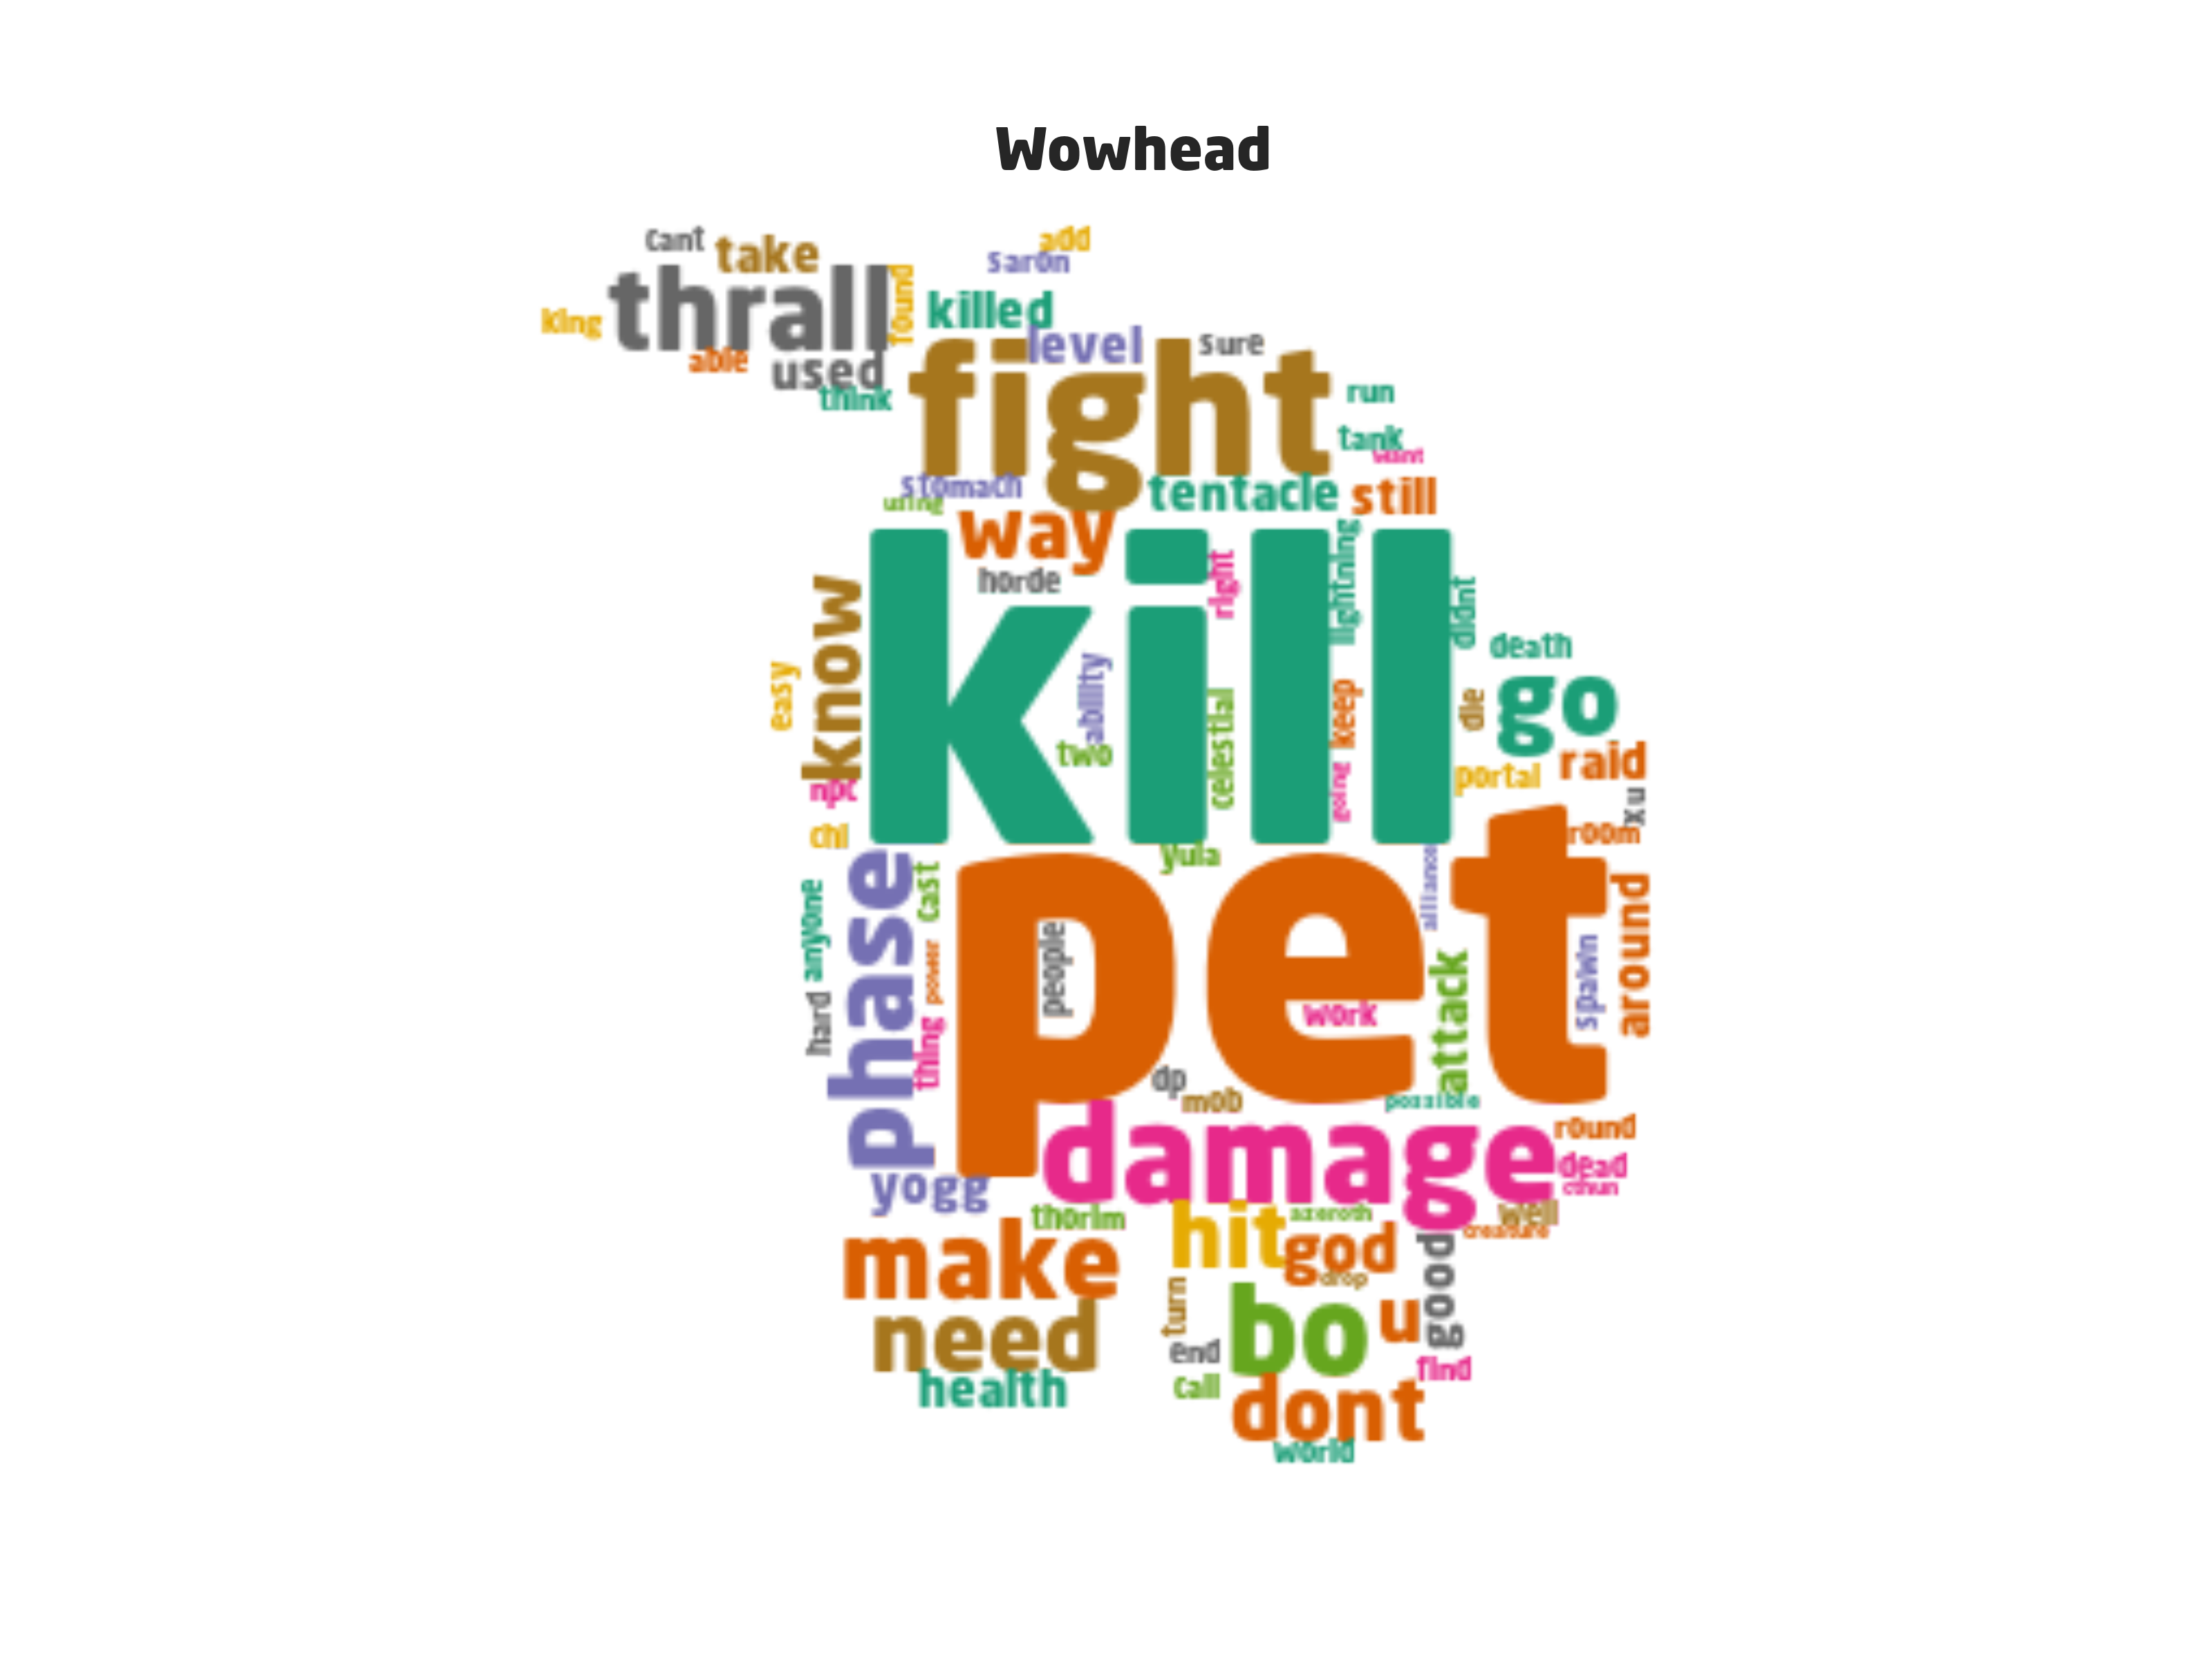 Wowhead
cant
take
add
saron
thrall
found
king
killed
able
used
think
level
sure
fight
run
tank
want
stomach
using
tentacle
still
way
horde
right
lightning
didnt
know
easy
kill
ability
two
celestial
keep
going
die
death
go
raid
portal
xu
npc
chi
room
yula
alliance
phase
cast
anyone
power
hard
thing
pet
people
work
attack
spawn
around
dp
mob
possible
damage
round
dead
cthun
yogg
thorim
hit
azeroth
well
creature
god
drop
good
make
need
health
turn
end
call
bo
u
find
dont
world